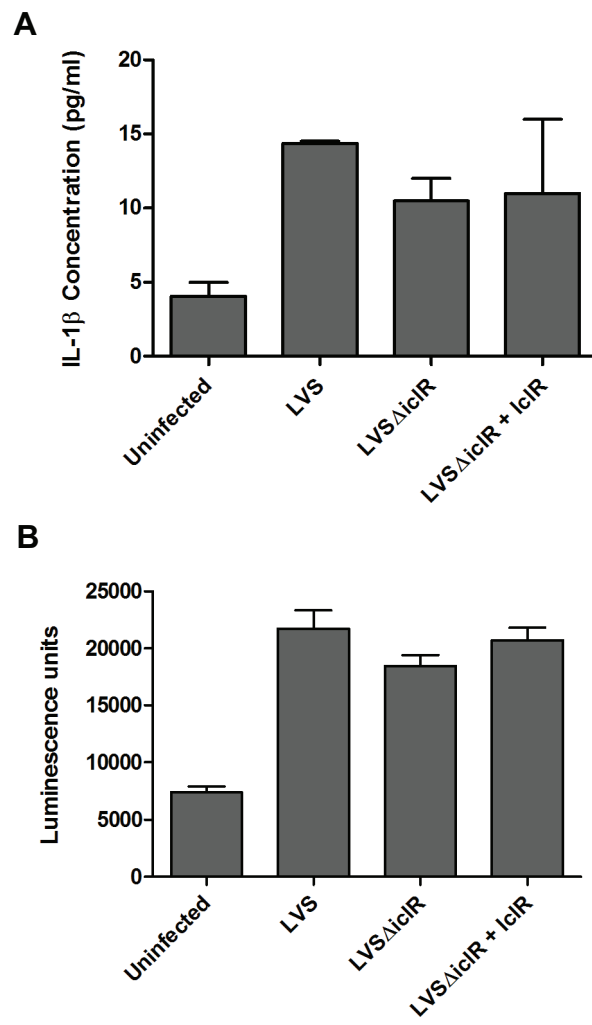 A
IL-1β Concentration (pg/ml)
20
15
10
5
0
Uninfected
LVS
LVSΔiclR
LVSΔiclR + IclR
B
Luminescence units
25000
20000
15000
10000
5000
0
Uninfected
LVS
LVSΔiclR
LVSΔiclR + IclR